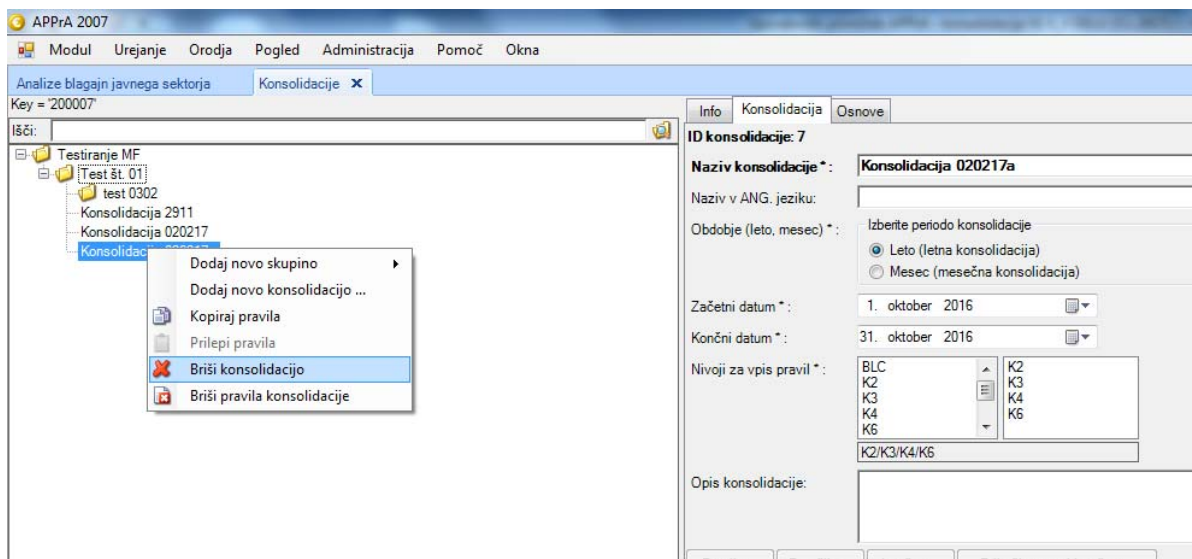 APPrA 2007
Modul Urejanje Orodja Pogled Administracija Pomoč Okna
Analize blagajn javnega sektorja Konsolidacije
Key = '200007'
Išči:
Testiranje MF
Test št. 01
test 0302
Konsolidacija 2911
Konsolidacija 020217
Dodaj novo skupino
Dodaj novo konsolidacijo ...
Kopiraj pravila
Prilepi pravila
Briši konsolidacijo
Briši pravila konsolidacije
Info Konsolidacija Osnove
ID konsolidacije: 7
Naziv konsolidacije * : Konsolidacija 020217a
Naziv v ANG. jeziku:
Obdobje (leto, mesec) * : Izberite periodo konsolidacije
Leto (letna konsolidacija)
Mesec (mesečna konsolidacija)
Začetni datum * : 1. oktober 2016
Končni datum * : 31. oktober 2016
Nivoji za vpis pravil * : BLC K2
K2 K3
K3 K4
K4 K6
K6
K2/K3/K4/K6
Opis konsolidacije: